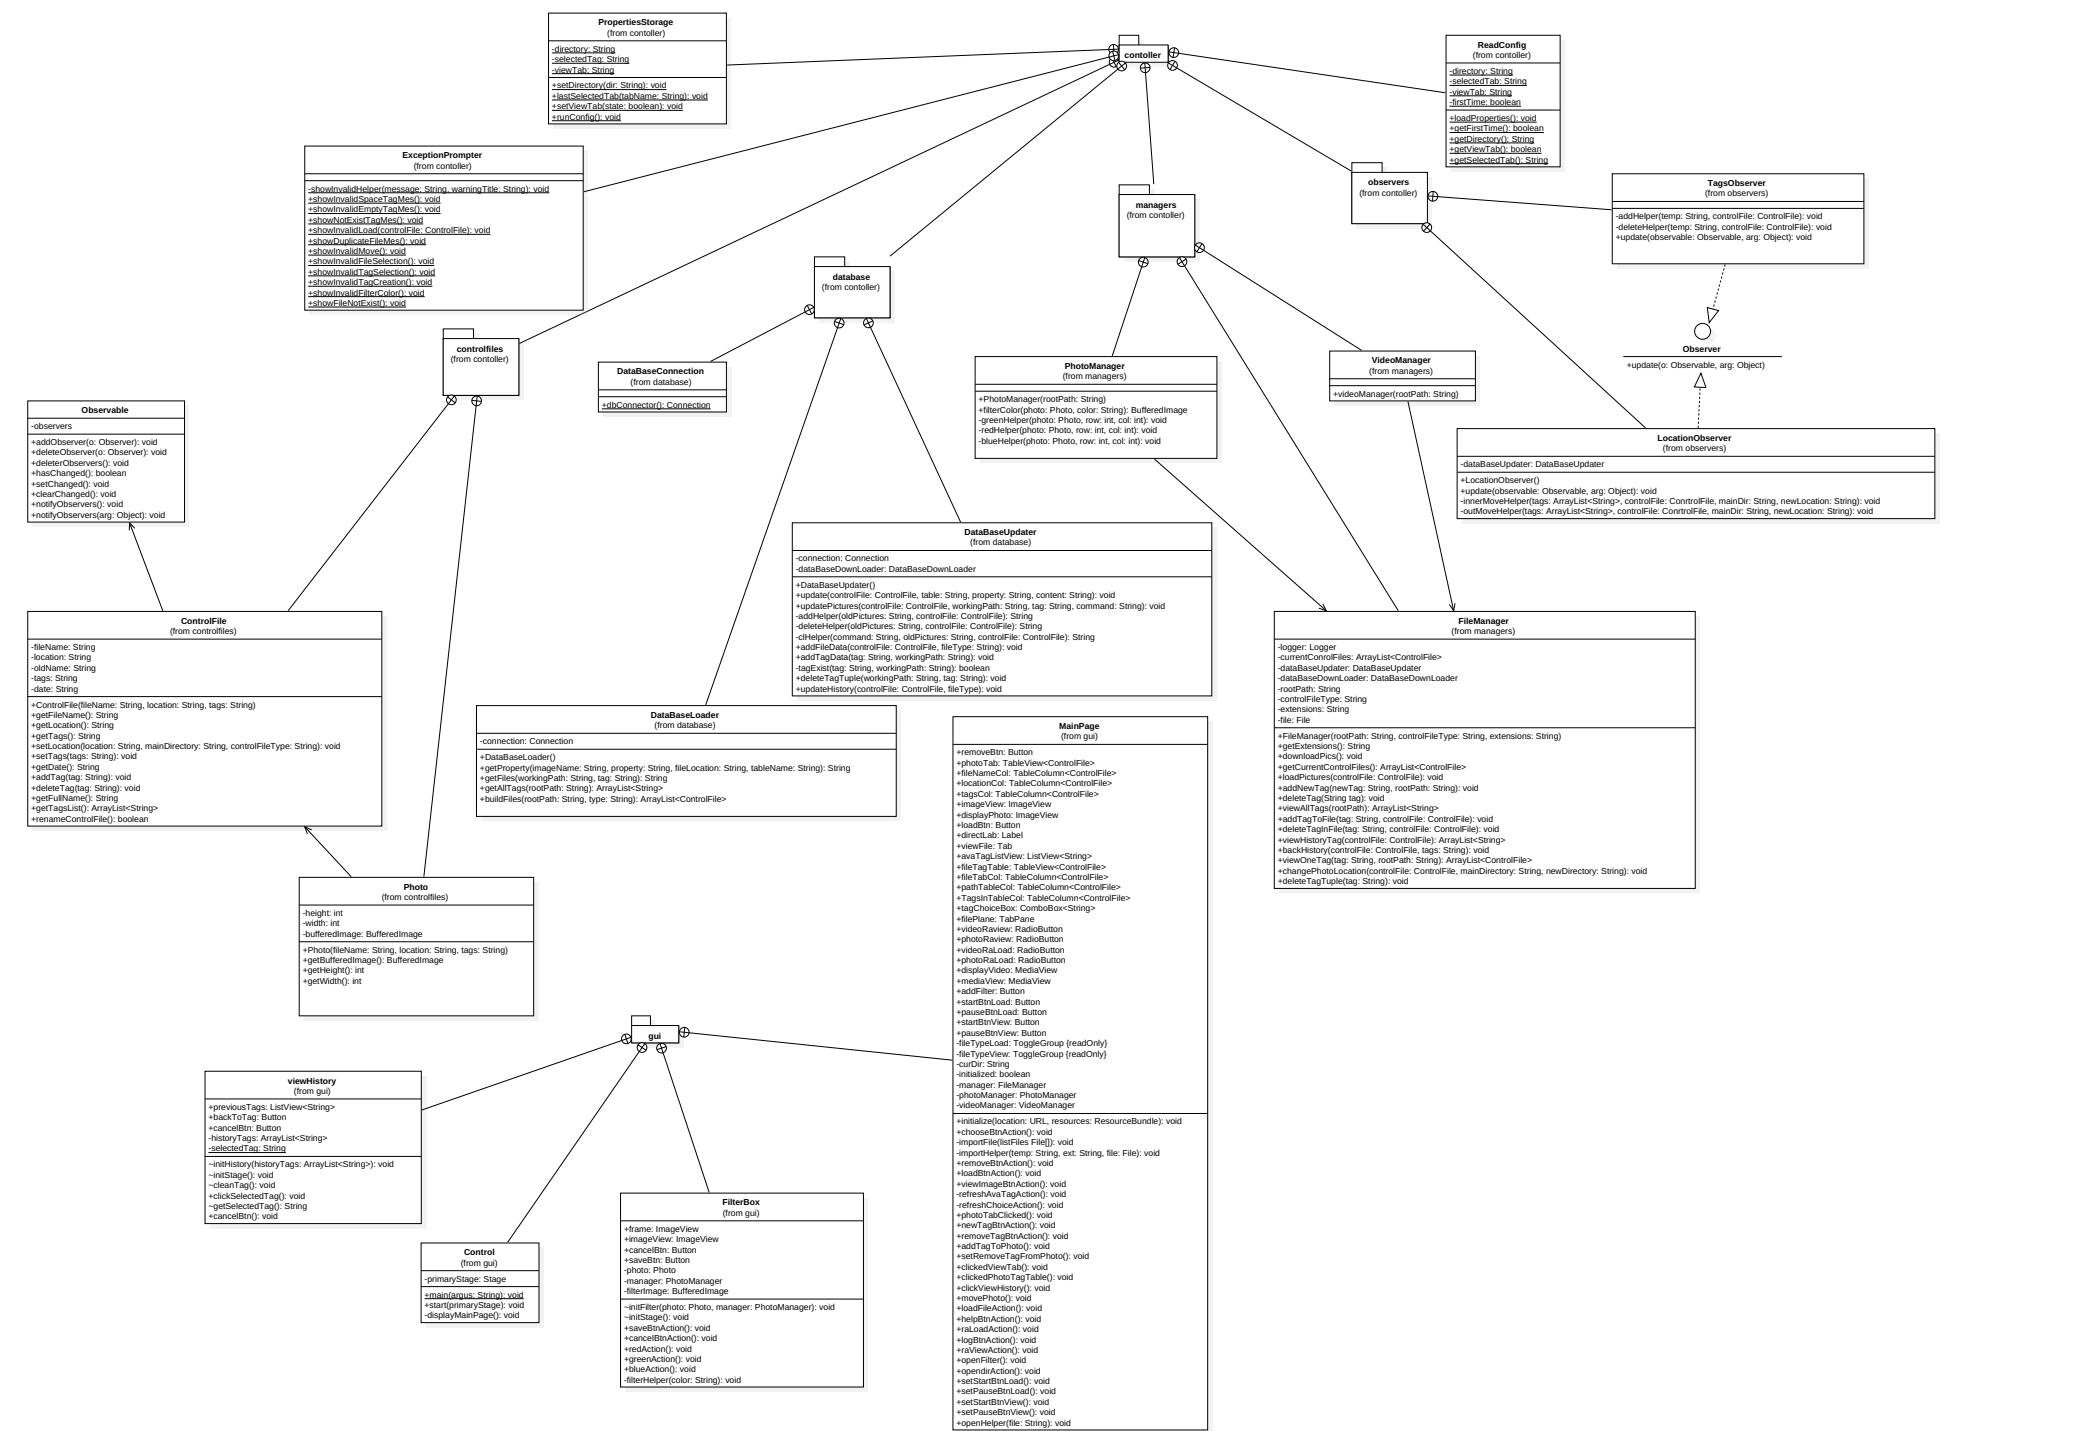 PropertiesStorage
(from contoller)
-directory: String
-selectedTag: String
-viewTab: String
+setDirectory(dir: String): void
+lastSelectedTab(tabName: String): void
+setViewTab(state: boolean): void
+runConfig(): void
contoller
ReadConfig
(from contoller)
-directory: String
-selectedTab: String
-viewTab: String
-firstTime: boolean
+loadProperties(): void
+getFirstTime(): boolean
+getDirectory(): String
+getViewTab(): boolean
+getSelectedTab(): String
ExceptionPrompter
(from contoller)
-showInvalidHelper(message: String, warningTitle: String): void
+showInvalidSpaceTagMes(): void
+showInvalidEmptyTagMes(): void
+showNotExistTagMes(): void
+showInvalidLoad(controlFile: ControlFile): void
+showDuplicateFileMes(): void
+showInvalidMove(): void
+showInvalidFileSelection(): void
+showInvalidTagSelection(): void
+showInvalidTagCreation(): void
+showInvalidFilterColor(): void
+showFileNotExist(): void
managers
(from contoller)
observers
(from contoller)
TagsObserver
(from observers)
-addHelper(temp: String, controlFile: ControlFile): void
-deleteHelper(temp: String, controlFile: ControlFile): void
+update(observable: Observable, arg: Object): void
database
(from contoller)
controlfiles
(from contoller)
Observer
+update(o: Observable, arg: Object)
DataBaseConnection
(from database)
+dbConnector(): Connection
PhotoManager
(from managers)
+PhotoManager(rootPath: String)
+filterColor(photo: Photo, color: String): BufferedImage
-greenHelper(photo: Photo, row: int, col: int): void
-redHelper(photo: Photo, row: int, col: int): void
-blueHelper(photo: Photo, row: int, col: int): void
VideoManager
(from managers)
+videoManager(rootPath: String)
Observable
-observers
+addObserver(o: Observer): void
+deleteObserver(o: Observer): void
+deleterObservers(): void
+hasChanged(): boolean
+setChanged(): void
+clearChanged(): void
+notifyObservers(): void
+notifyObservers(arg: Object): void
LocationObserver
(from observers)
-dataBaseUpdater: DataBaseUpdater
+LocationObserver()
+update(observable: Observable, arg: Object): void
-innerMoveHelper(tags: ArrayList<String>, controlFile: ConrtrolFile, mainDir: String, newLocation: String): void
-outMoveHelper(tags: ArrayList<String>, controlFile: ConrtrolFile, mainDir: String, newLocation: String): void
DataBaseUpdater
(from database)
-connection: Connection
-dataBaseDownLoader: DataBaseDownLoader
+DataBaseUpdater()
+update(controlFile: ControlFile, table: String, property: String, content: String): void
+updatePictures(controlFile: ControlFile, workingPath: String, tag: String, command: String): void
-addHelper(oldPictures: String, controlFile: ControlFile): String
-deleteHelper(oldPictures: String, controlFile: ControlFile): String
-clHelper(command: String, oldPictures: String, controlFile: ControlFile): String
+addFileData(controlFile: ControlFile, fileType: String): void
+addTagData(tag: String, workingPath: String): void
-tagExist(tag: String, workingPath: String): boolean
+deleteTagTuple(workingPath: String, tag: String): void
+updateHistory(controlFile: ControlFile, fileType): void
ControlFile
(from controlfiles)
-fileName: String
-location: String
-oldName: String
-tags: String
-date: String
+ControlFile(fileName: String, location: String, tags: String)
+getFileName(): String
+getLocation(): String
+getTags(): String
+setLocation(location: String, mainDirectory: String, controlFileType: String): void
+setTags(tags: String): void
+getDate(): String
+addTag(tag: String): void
+deleteTag(tag: String): void
+getFullName(): String
+getTagsList(): ArrayList<String>
+renameControlFile(): boolean
FileManager
(from managers)
-logger: Logger
-currentConrolFiles: ArrayList<ControlFile>
-dataBaseUpdater: DataBaseUpdater
-dataBaseDownLoader: DataBaseDownLoader
-rootPath: String
-controlFileType: String
-extensions: String
-file: File
+FileManager(rootPath: String, controlFileType: String, extensions: String)
+getExtensions(): String
+downloadPics(): void
+getCurrentControlFiles(): ArrayList<ControlFile>
+loadPictures(controlFile: ControlFile): void
+addNewTag(newTag: String, rootPath: String): void
+deleteTag(String tag): void
+viewAllTags(rootPath): ArrayList<String>
+addTagToFile(tag: String, controlFile: ControlFile): void
+deleteTagInFile(tag: String, controlFile: ControlFile): void
+viewHistoryTag(controlFile: ControlFile): ArrayList<String>
+backHistory(controlFile: ControlFile, tags: String): void
+viewOneTag(tag: String, rootPath: String): ArrayList<ControlFile>
+changePhotoLocation(controlFile: ControlFile, mainDirectory: String, newDirectory: String): void
+deleteTagTuple(tag: String): void
DataBaseLoader
(from database)
-connection: Connection
+DataBaseLoader()
+getProperty(imageName: String, property: String, fileLocation: String, tableName: String): String
+getFiles(workingPath: String, tag: String): String
+getAllTags(rootPath: String): ArrayList<String>
+buildFiles(rootPath: String, type: String): ArrayList<ControlFile>
MainPage
(from gui)
+removeBtn: Button
+photoTab: TableView<ControlFile>
+fileNameCol: TableColumn<ControlFile>
+locationCol: TableColumn<ControlFile>
+tagsCol: TableColumn<ControlFile>
+imageView: ImageView
+displayPhoto: ImageView
+loadBtn: Button
+directLab: Label
+viewFile: Tab
+avaTagListView: ListView<String>
+fileTagTable: TableView<ControlFile>
+fileTabCol: TableColumn<ControlFile>
+pathTableCol: TableColumn<ControlFile>
+TagsInTableCol: TableColumn<ControlFile>
+tagChoiceBox: ComboBox<String>
+filePlane: TabPane
+videoRaview: RadioButton
+photoRaview: RadioButton
+videoRaLoad: RadioButton
+photoRaLoad: RadioButton
+displayVideo: MediaView
+mediaView: MediaView
+addFilter: Button
+startBtnLoad: Button
+pauseBtnLoad: Button
+startBtnView: Button
+pauseBtnView: Button
-fileTypeLoad: ToggleGroup {readOnly}
-fileTypeView: ToggleGroup {readOnly}
-curDir: String
-initialized: boolean
-manager: FileManager
-photoManager: PhotoManager
-videoManager: VideoManager
+initialize(location: URL, resources: ResourceBundle): void
+chooseBtnAction(): void
-importFile(listFiles File[]): void
-importHelper(temp: String, ext: String, file: File): void
+removeBtnAction(): void
+loadBtnAction(): void
+viewImageBtnAction(): void
-refreshAvaTagAction(): void
-refreshChoiceAction(): void
+photoTabClicked(): void
+newTagBtnAction(): void
+removeTagBtnAction(): void
+addTagToPhoto(): void
+setRemoveTagFromPhoto(): void
+clickedViewTab(): void
+clickedPhotoTagTable(): void
+clickViewHistory(): void
+movePhoto(): void
+loadFileAction(): void
+helpBtnAction(): void
+raLoadAction(): void
+logBtnAction(): void
+raViewAction(): void
+openFilter(): void
+opendirAction(): void
+setStartBtnLoad(): void
+setPauseBtnLoad(): void
+setStartBtnView(): void
+setPauseBtnView(): void
+openHelper(file: String): void
Photo
(from controlfiles)
-height: int
-width: int
-bufferedImage: BufferedImage
+Photo(fileName: String, location: String, tags: String)
+getBufferedImage(): BufferedImage
+getHeight(): int
+getWidth(): int
gui
viewHistory
(from gui)
+previousTags: ListView<String>
+backToTag: Button
+cancelBtn: Button
-historyTags: ArrayList<String>
-selectedTag: String
~initHistory(historyTags: ArrayList<String>): void
~initStage(): void
~cleanTag(): void
+clickSelectedTag(): void
~getSelectedTag(): String
+cancelBtn(): void
Control
(from gui)
-primaryStage: Stage
+main(argus: String): void
+start(primaryStage): void
-displayMainPage(): void
FilterBox
(from gui)
+frame: ImageView
+imageView: ImageView
+cancelBtn: Button
+saveBtn: Button
-photo: Photo
-manager: PhotoManager
-filterImage: BufferedImage
~initFilter(photo: Photo, manager: PhotoManager): void
~initStage(): void
+saveBtnAction(): void
+cancelBtnAction(): void
+redAction(): void
+greenAction(): void
+blueAction(): void
-filterHelper(color: String): void